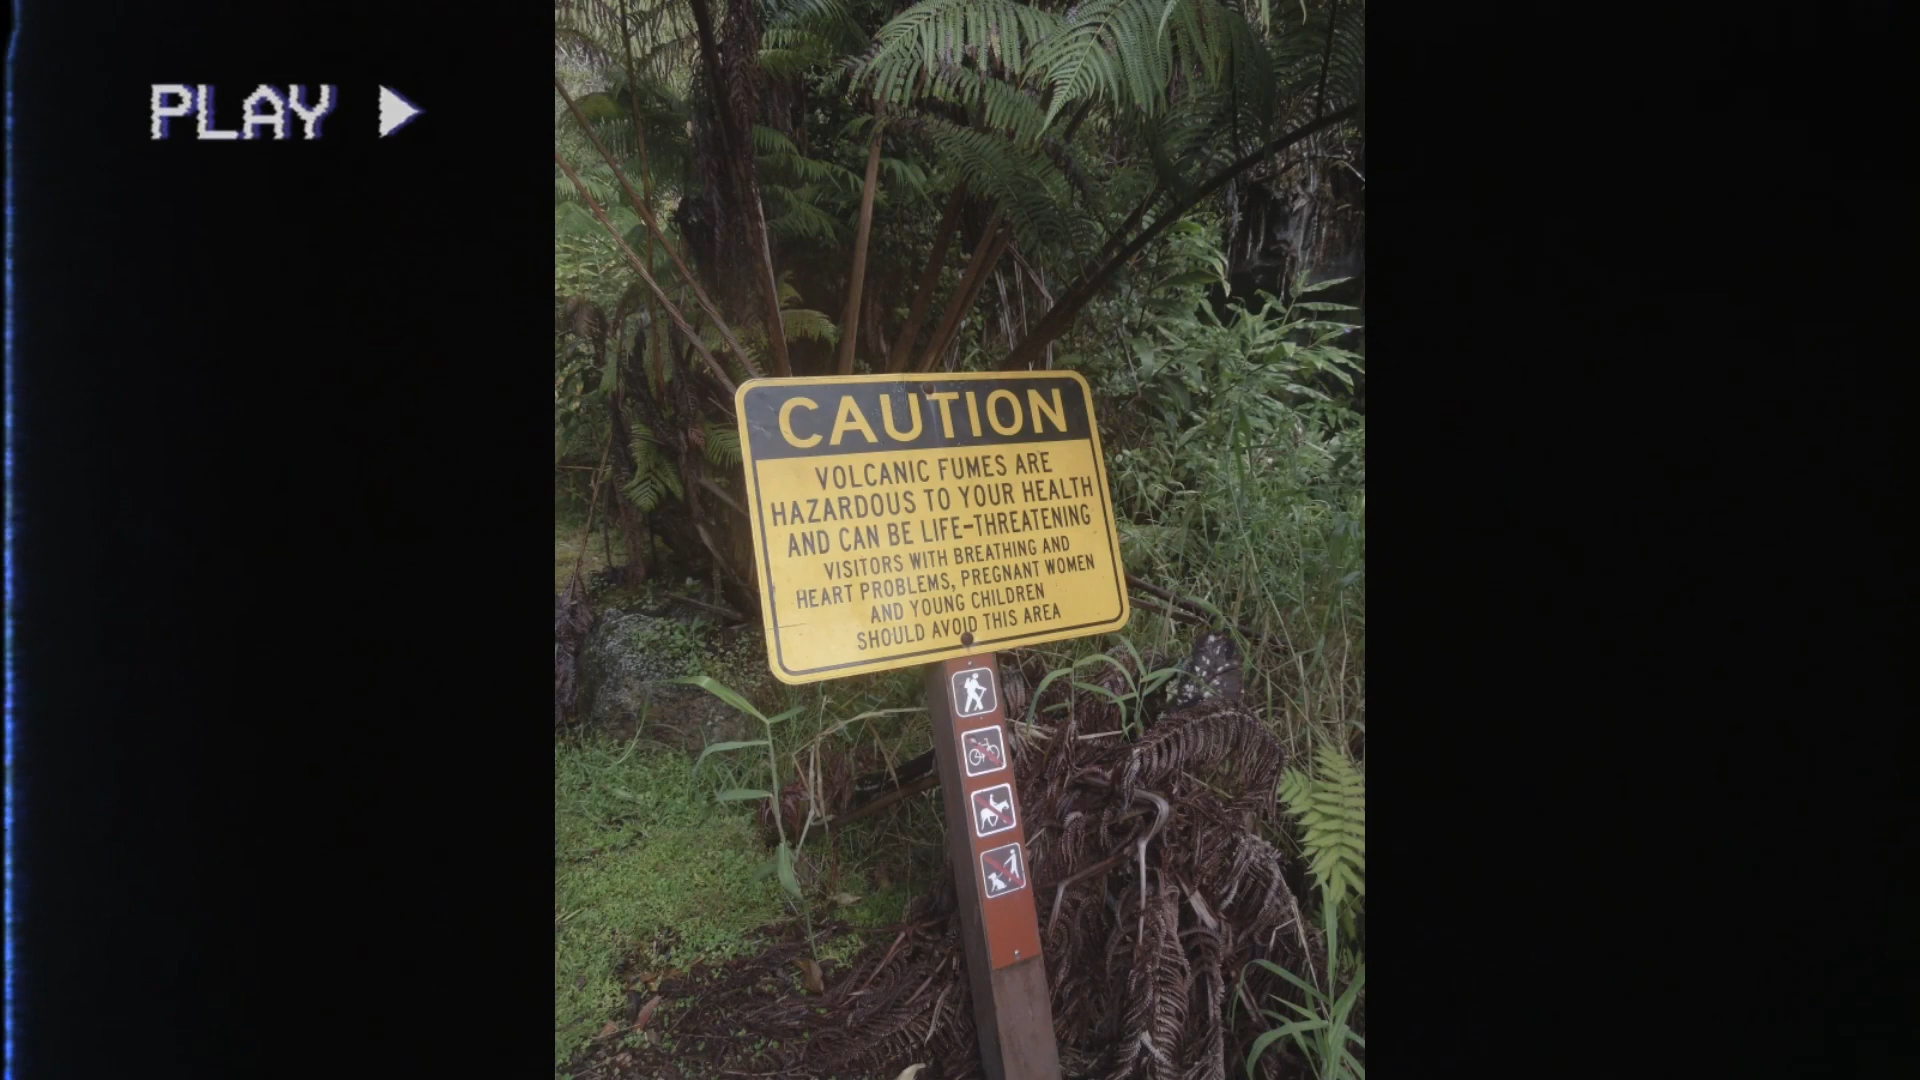 PLAY
CAUTION
VOLCANIC FUMES ARE
HAZARDOUS TO YOUR HEALTH
AND CAN BE LIFE-THREATENING
VISITORS WITH BREATHING AND
HEART PROBLEMS, PREGNANT WOMEN
AND YOUNG CHILDREN
SHOULD AVOID THIS AREA